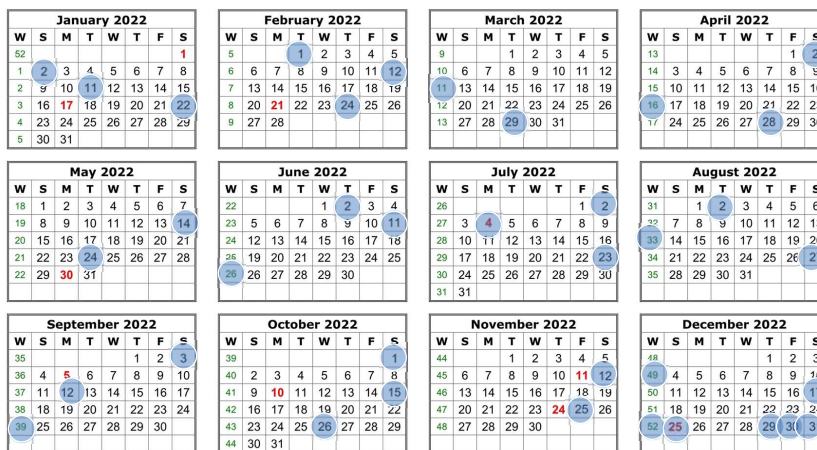 January 2022
W S M T W T F S
52 1
1 2 3 4 5 6 7 8
2 9 10 11 12 13 14 15
3 16 17 18 19 20 21 22
4 23 24 25 26 27 28 29
5 30 31
February 2022
W S M T W T F S
5 1 2 3 4 5
6 6 7 8 9 10 11 12
7 13 14 15 16 17 18 19
8 20 21 22 23 24 25 26
9 27 28
March 2022
W S M T W T F S
9 1 2 3 4 5
10 6 7 8 9 10 11 12
11 13 14 15 16 17 18 19
12 20 21 22 23 24 25 26
13 27 28 29 30 31
April 2022
W S M T W T F S
13 1 2
14 3 4 5 6 7 8 9
15 10 11 12 13 14 15
16 17 18 19 20 21 22
17 24 25 26 27 28 29
May 2022
W S M T W T F S
18 1 2 3 4 5 6 7
19 8 9 10 11 12 13 14
20 15 16 17 18 19 20 21
21 22 23 24 25 26 27 28
22 29 30 31
June 2022
W S M T W T F S
22 1 2 3 4
23 5 6 7 8 9 10 11
24 12 13 14 15 16 17 18
25 19 20 21 22 23 24 25
26 26 27 28 29 30
July 2022
W S M T W T F S
26 1 2
27 3 4 5 6 7 8 9
28 10 11 12 13 14 15 16
29 17 18 19 20 21 22 23
30 24 25 26 27 28 29 30
31 31
August 2022
W S M T W T F S
31 1 2 3 4 5 6
32 7 8 9 10 11 12
33 14 15 16 17 18 19
34 21 22 23 24 25 26
35 28 29 30 31
September 2022
W S M T W T F S
35 1 2 3
36 4 5 6 7 8 9 10
37 11 12 13 14 15 16 17
38 18 19 20 21 22 23 24
39 25 26 27 28 29 30
October 2022
W S M T W T F S
39 1
40 2 3 4 5 6 7 8
41 9 10 11 12 13 14 15
42 16 17 18 19 20 21 22
43 23 24 25 26 27 28 29
44 30 31
November 2022
W S M T W T F S
44 1 2 3 4 5
45 6 7 8 9 10 11 12
46 13 14 15 16 17 18 19
47 20 21 22 23 24 25 26
48 27 28 29 30
December 2022
W S M T W T F S
48 1 2 3
49 4 5 6 7 8 9
50 11 12 13 14 15 16
51 18 19 20 21 22 23
52 25 26 27 28 29 30